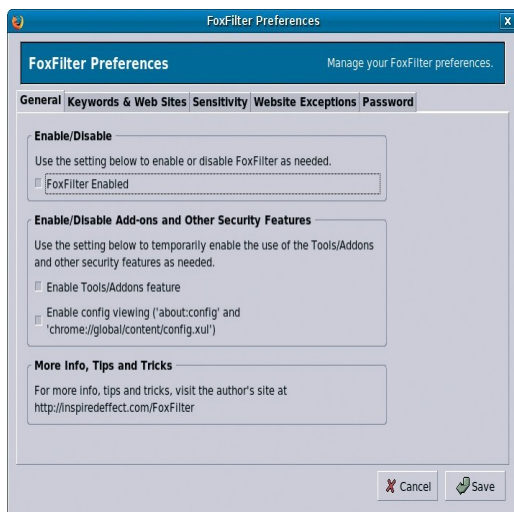 FoxFilter Preferences
X
FoxFilter Preferences
Manage your FoxFilter preferences.
General Keywords & Web Sites Sensitivity Website Exceptions Password
Enable/Disable
Use the setting below to enable or disable FoxFilter as needed.
FoxFilter Enabled
Enable/Disable Add-ons and Other Security Features
Use the setting below to temporarily enable the use of the Tools/Addons
and other security features as needed.
Enable Tools/Addons feature
Enable config viewing ('about:config' and
'chrome://global/content/config.xul')
More Info, Tips and Tricks
For more info, tips and tricks, visit the author's site at
http://inspiredeffect.com/FoxFilter
Cancel
Save